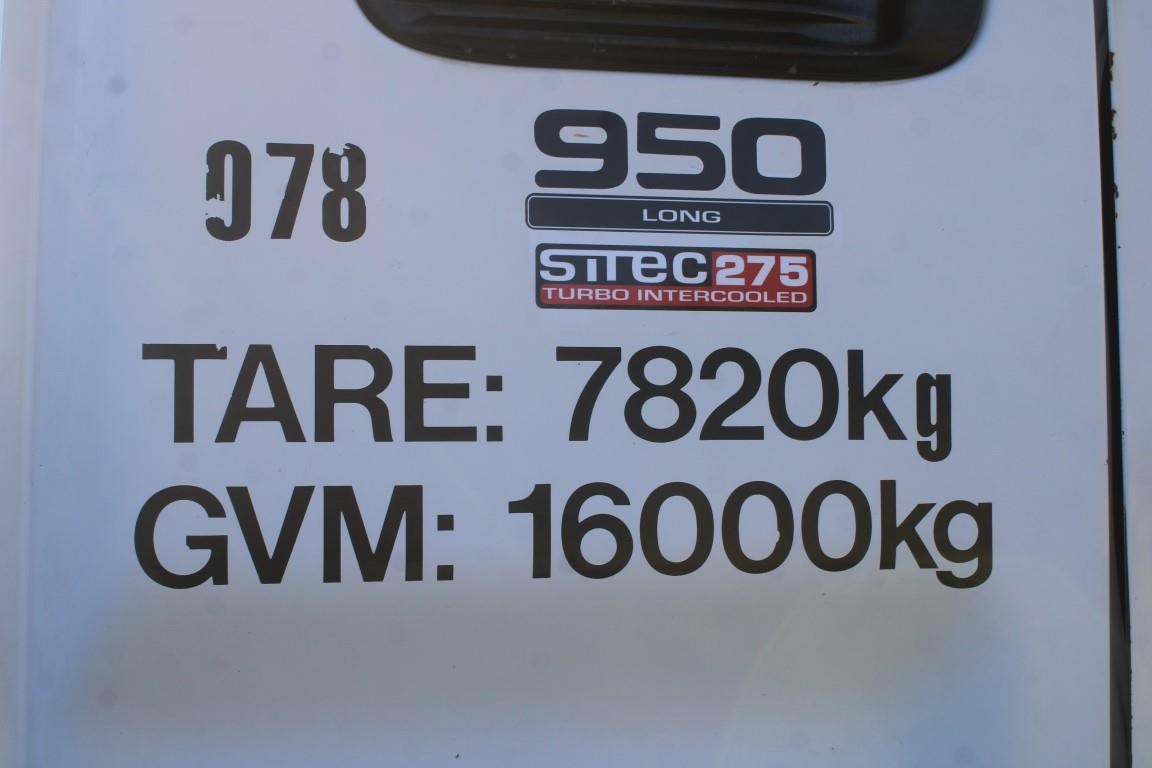 078
950
LONG
SiTeC 275
TURBO INTERCOOLED
TARE: 7820kg
GVM: 16000kg